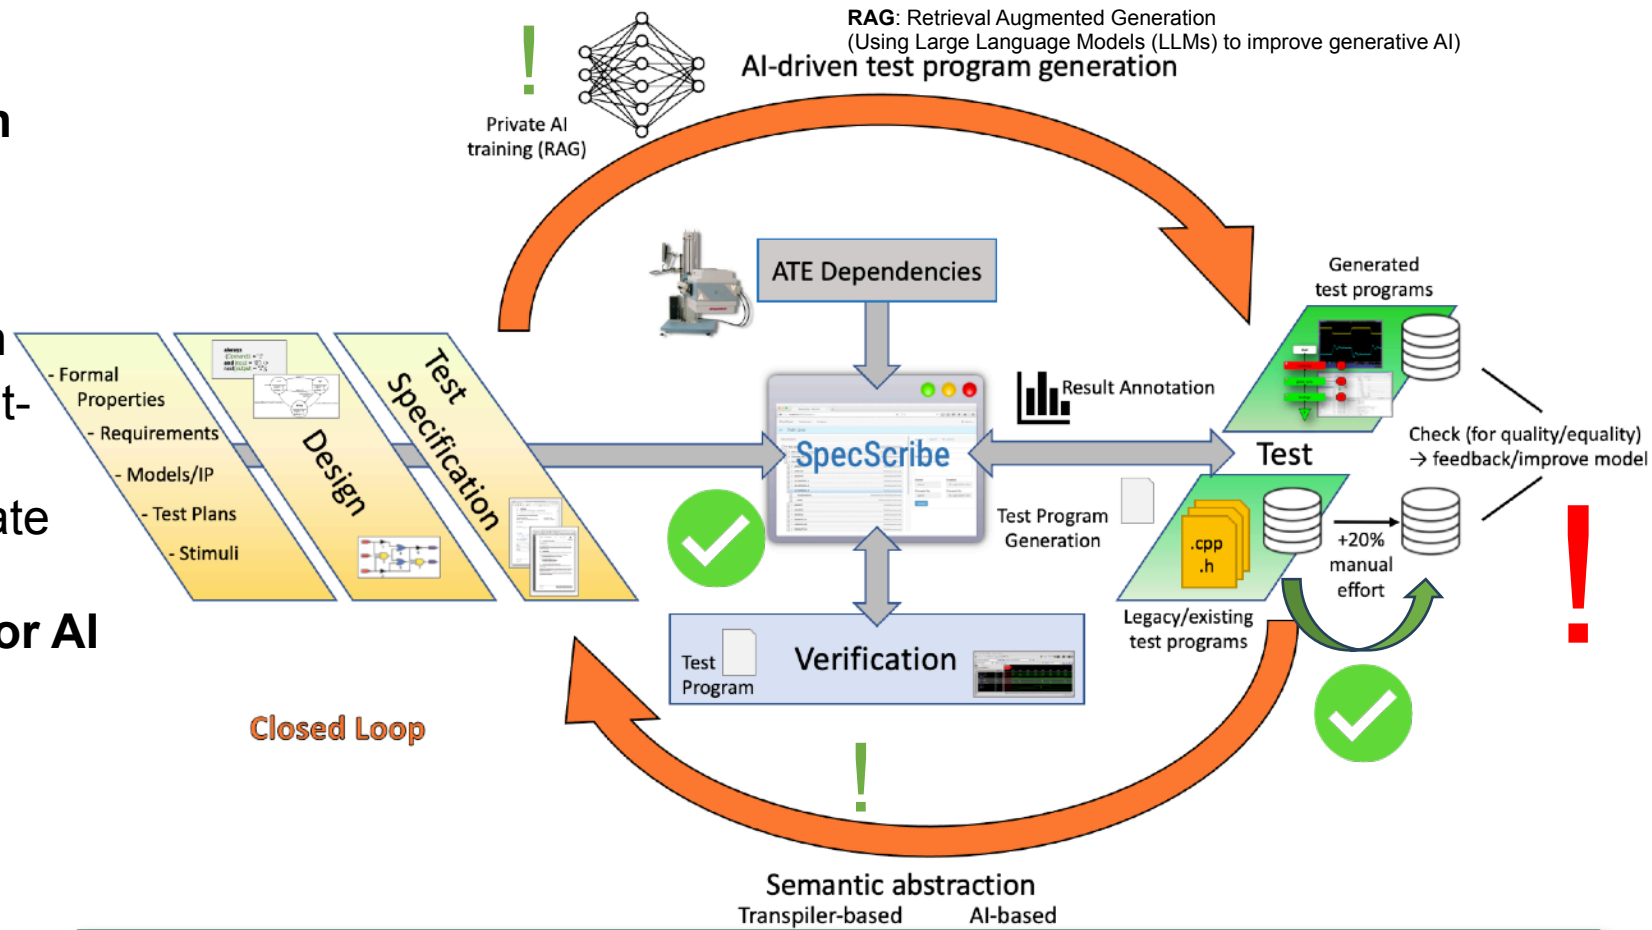 RAG: Retrieval Augmented Generation
(Using Large Language Models (LLMs) to improve generative AI)
AI-driven test program generation
Private AI
training (RAG)
ATE Dependencies
Generated
test programs
- Formal
Properties
- Requirements
- Models/IP
- Test Plans
- Stimuli
Design
Test
Specification
SpecScribe
Result Annotation
Test
Check (for quality/equality)
→ feedback/improve model
Test Program
Generation
.cpp
.h
+20%
manual
effort
Legacy/existing
test programs
t-
ate
or AI
Test
Program
Verification
Closed Loop
Semantic abstraction
Transpiler-based AI-based